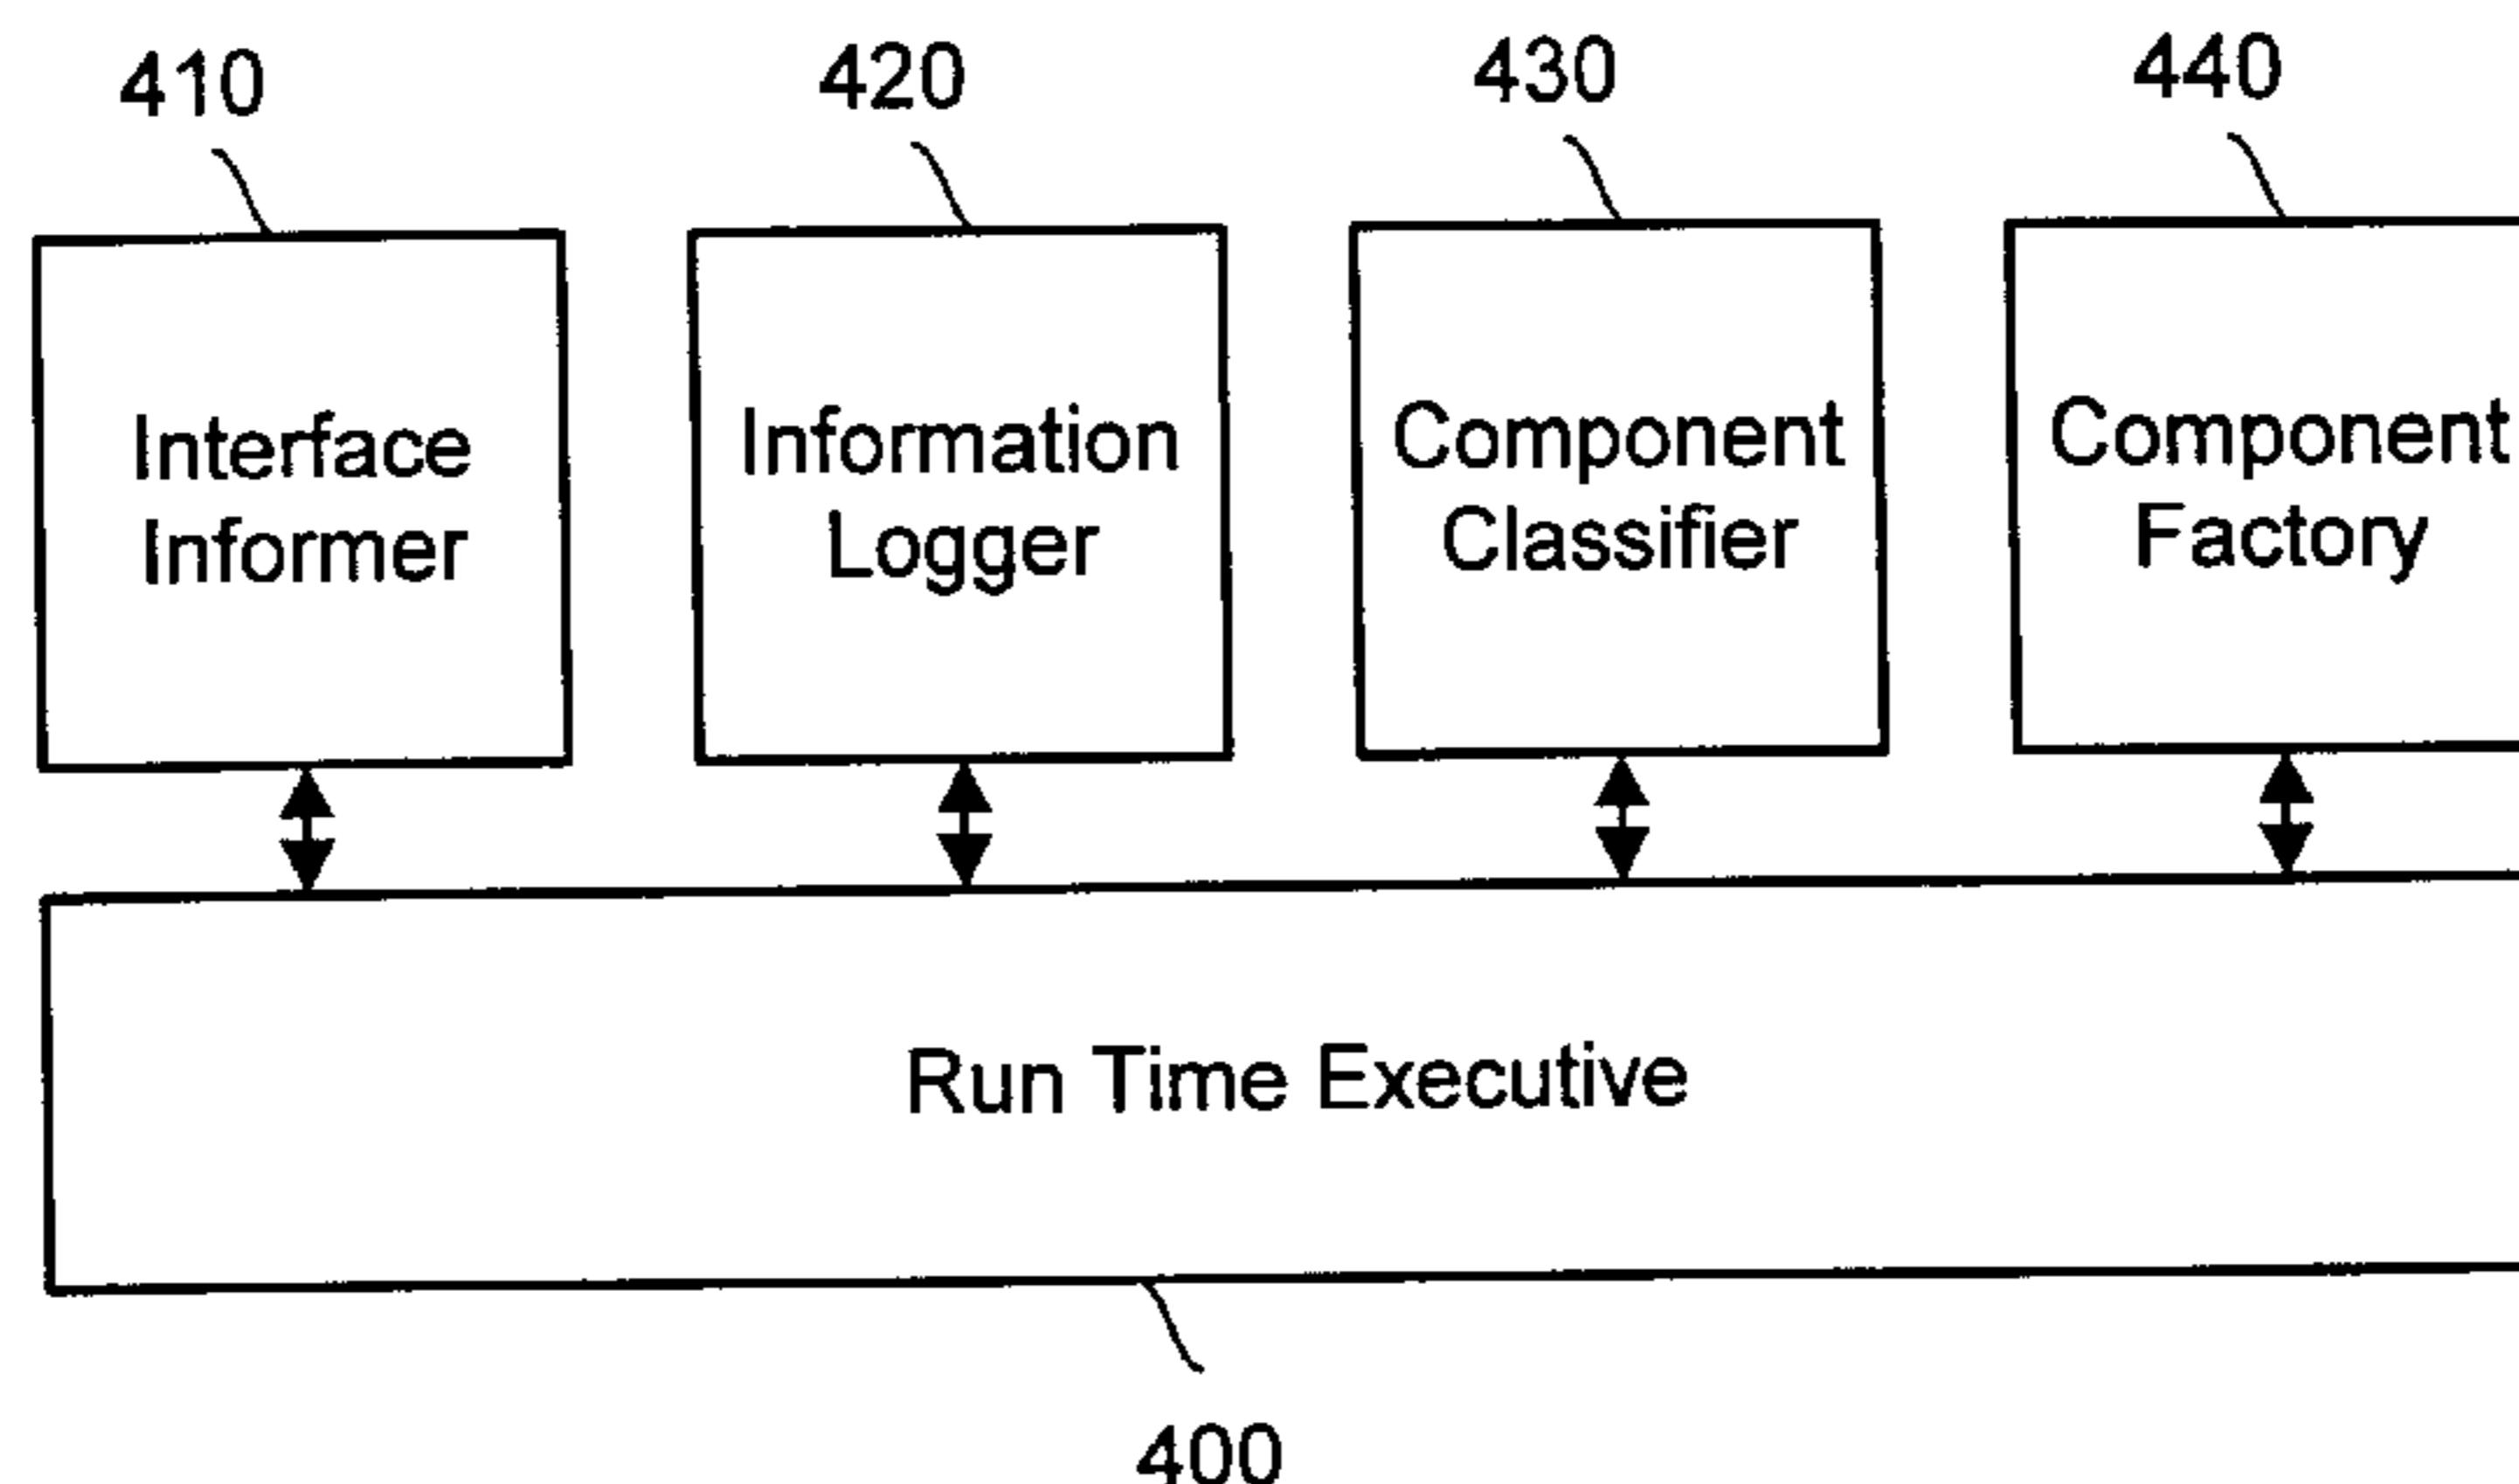 410
420
430
440
Interface
Informer
Information
Logger
Component
Classifier
Component
Factory
Run Time Executive
400